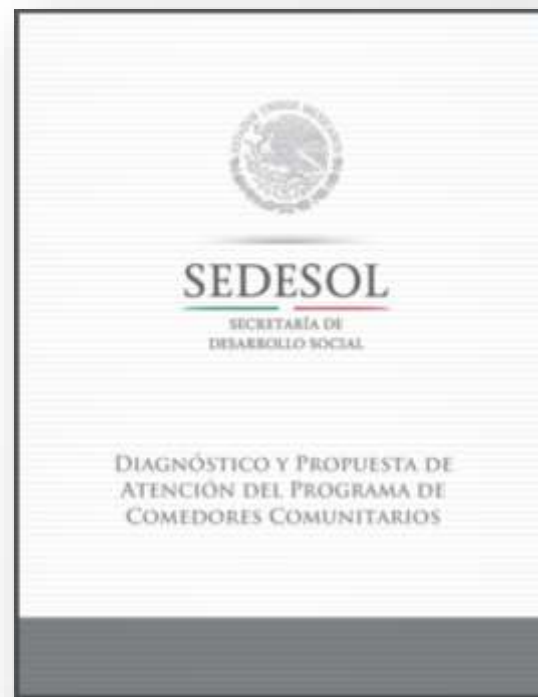 SEDESOL
SECRETARÍA DE
DESARROLLO SOCIAL
DIAGNÓSTICO Y PROPUESTA DE
ATENCIÓN DEL PROGRAMA DE
COMEDORES COMUNITARIOS